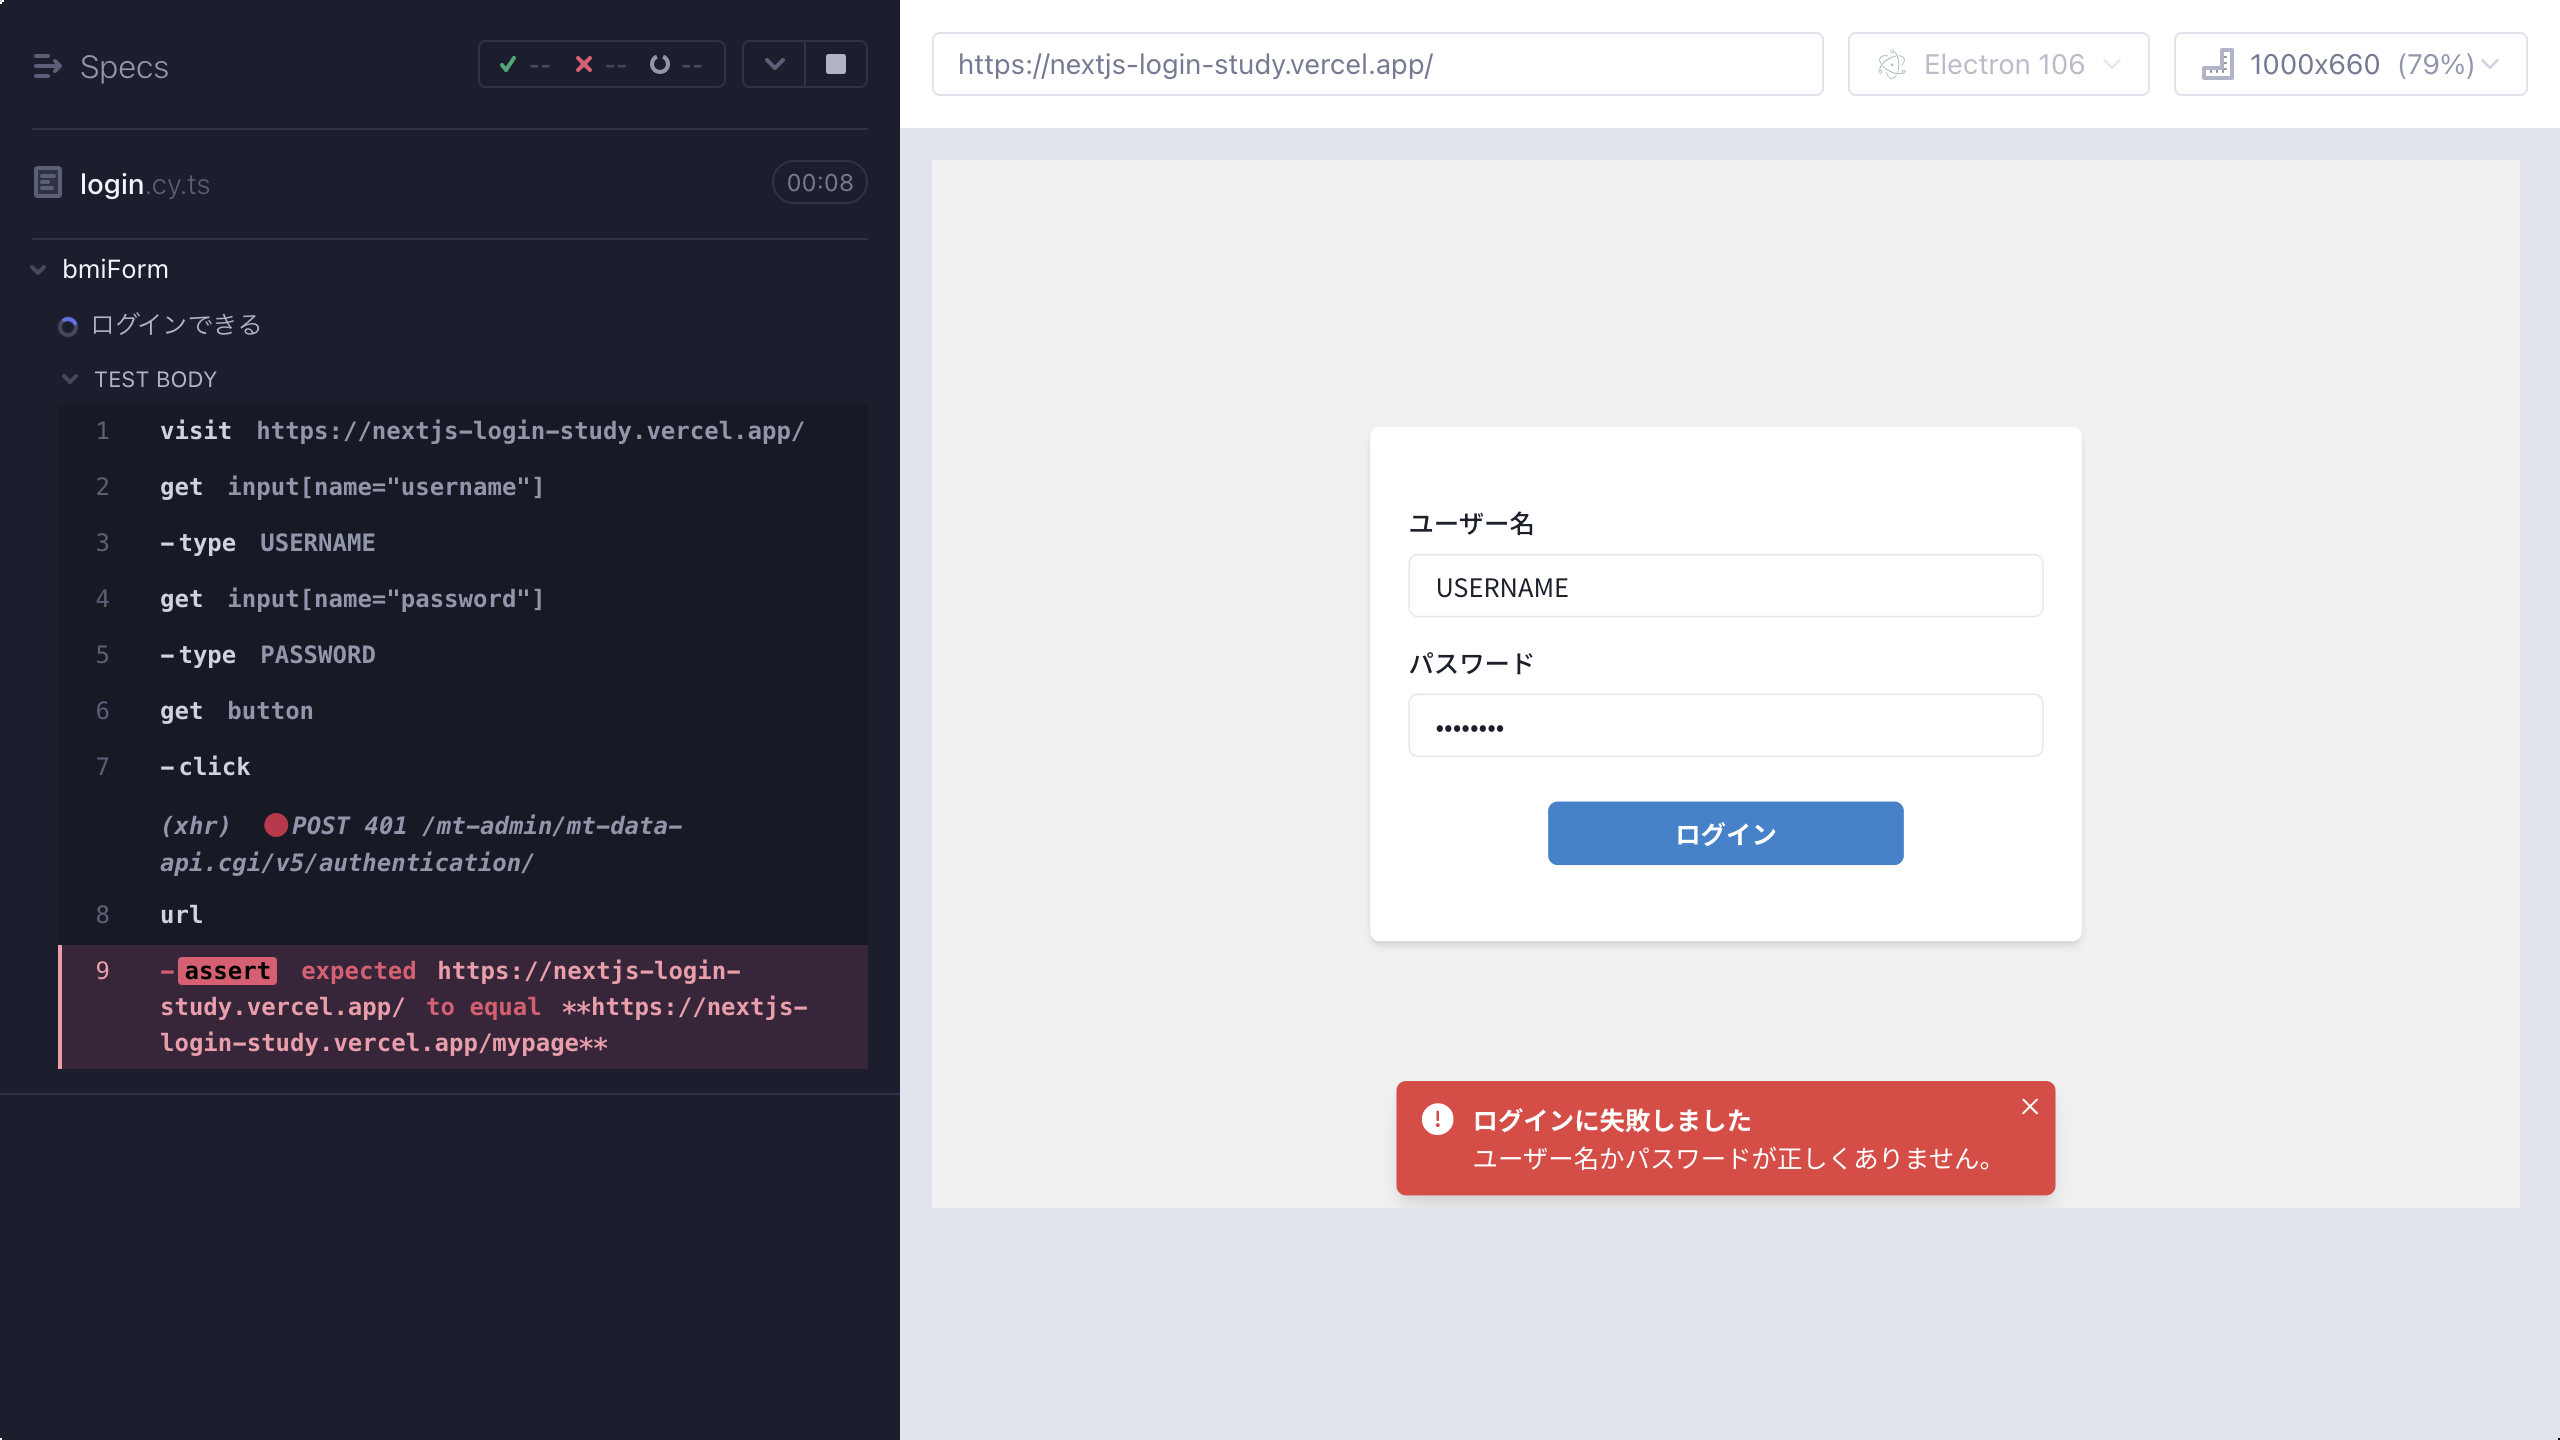 Specs
-- -- --
login.cy.ts
00:08
bmiForm
ログインできる
TEST BODY
1 visit https://nextjs-login-study.vercel.app/
2 get input[name="username"]
3 -type USERNAME
4 get input[name="password"]
5 -type PASSWORD
6 get button
7 -click
(xhr) POST 401 /mt-admin/mt-data-
api.cgi/v5/authentication/
8 url
9 -assert expected https://nextjs-login-
study.vercel.app/ to equal **https://nextjs-
login-study.vercel.app/mypage**
https://nextjs-login-study.vercel.app/
Electron 106
1000x660 (79%)
ユーザー名
USERNAME
パスワード
••••••••
ログイン
ログインに失敗しました
ユーザー名かパスワードが正しくありません。